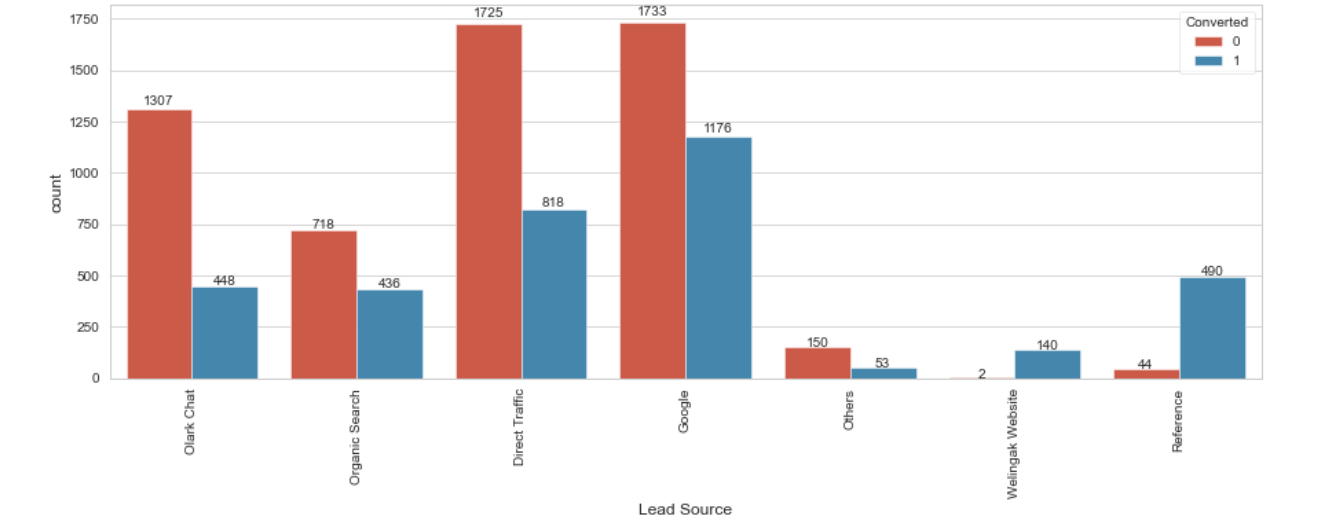 1750
1500
1250
1000
750
500
250
0
count
1307
448
718
436
1725
818
1733
1176
150
53
2
140
44
490
Converted
0
1
Olark Chat
Organic Search
Direct Traffic
Google
Others
Welingak Website
Reference
Lead Source